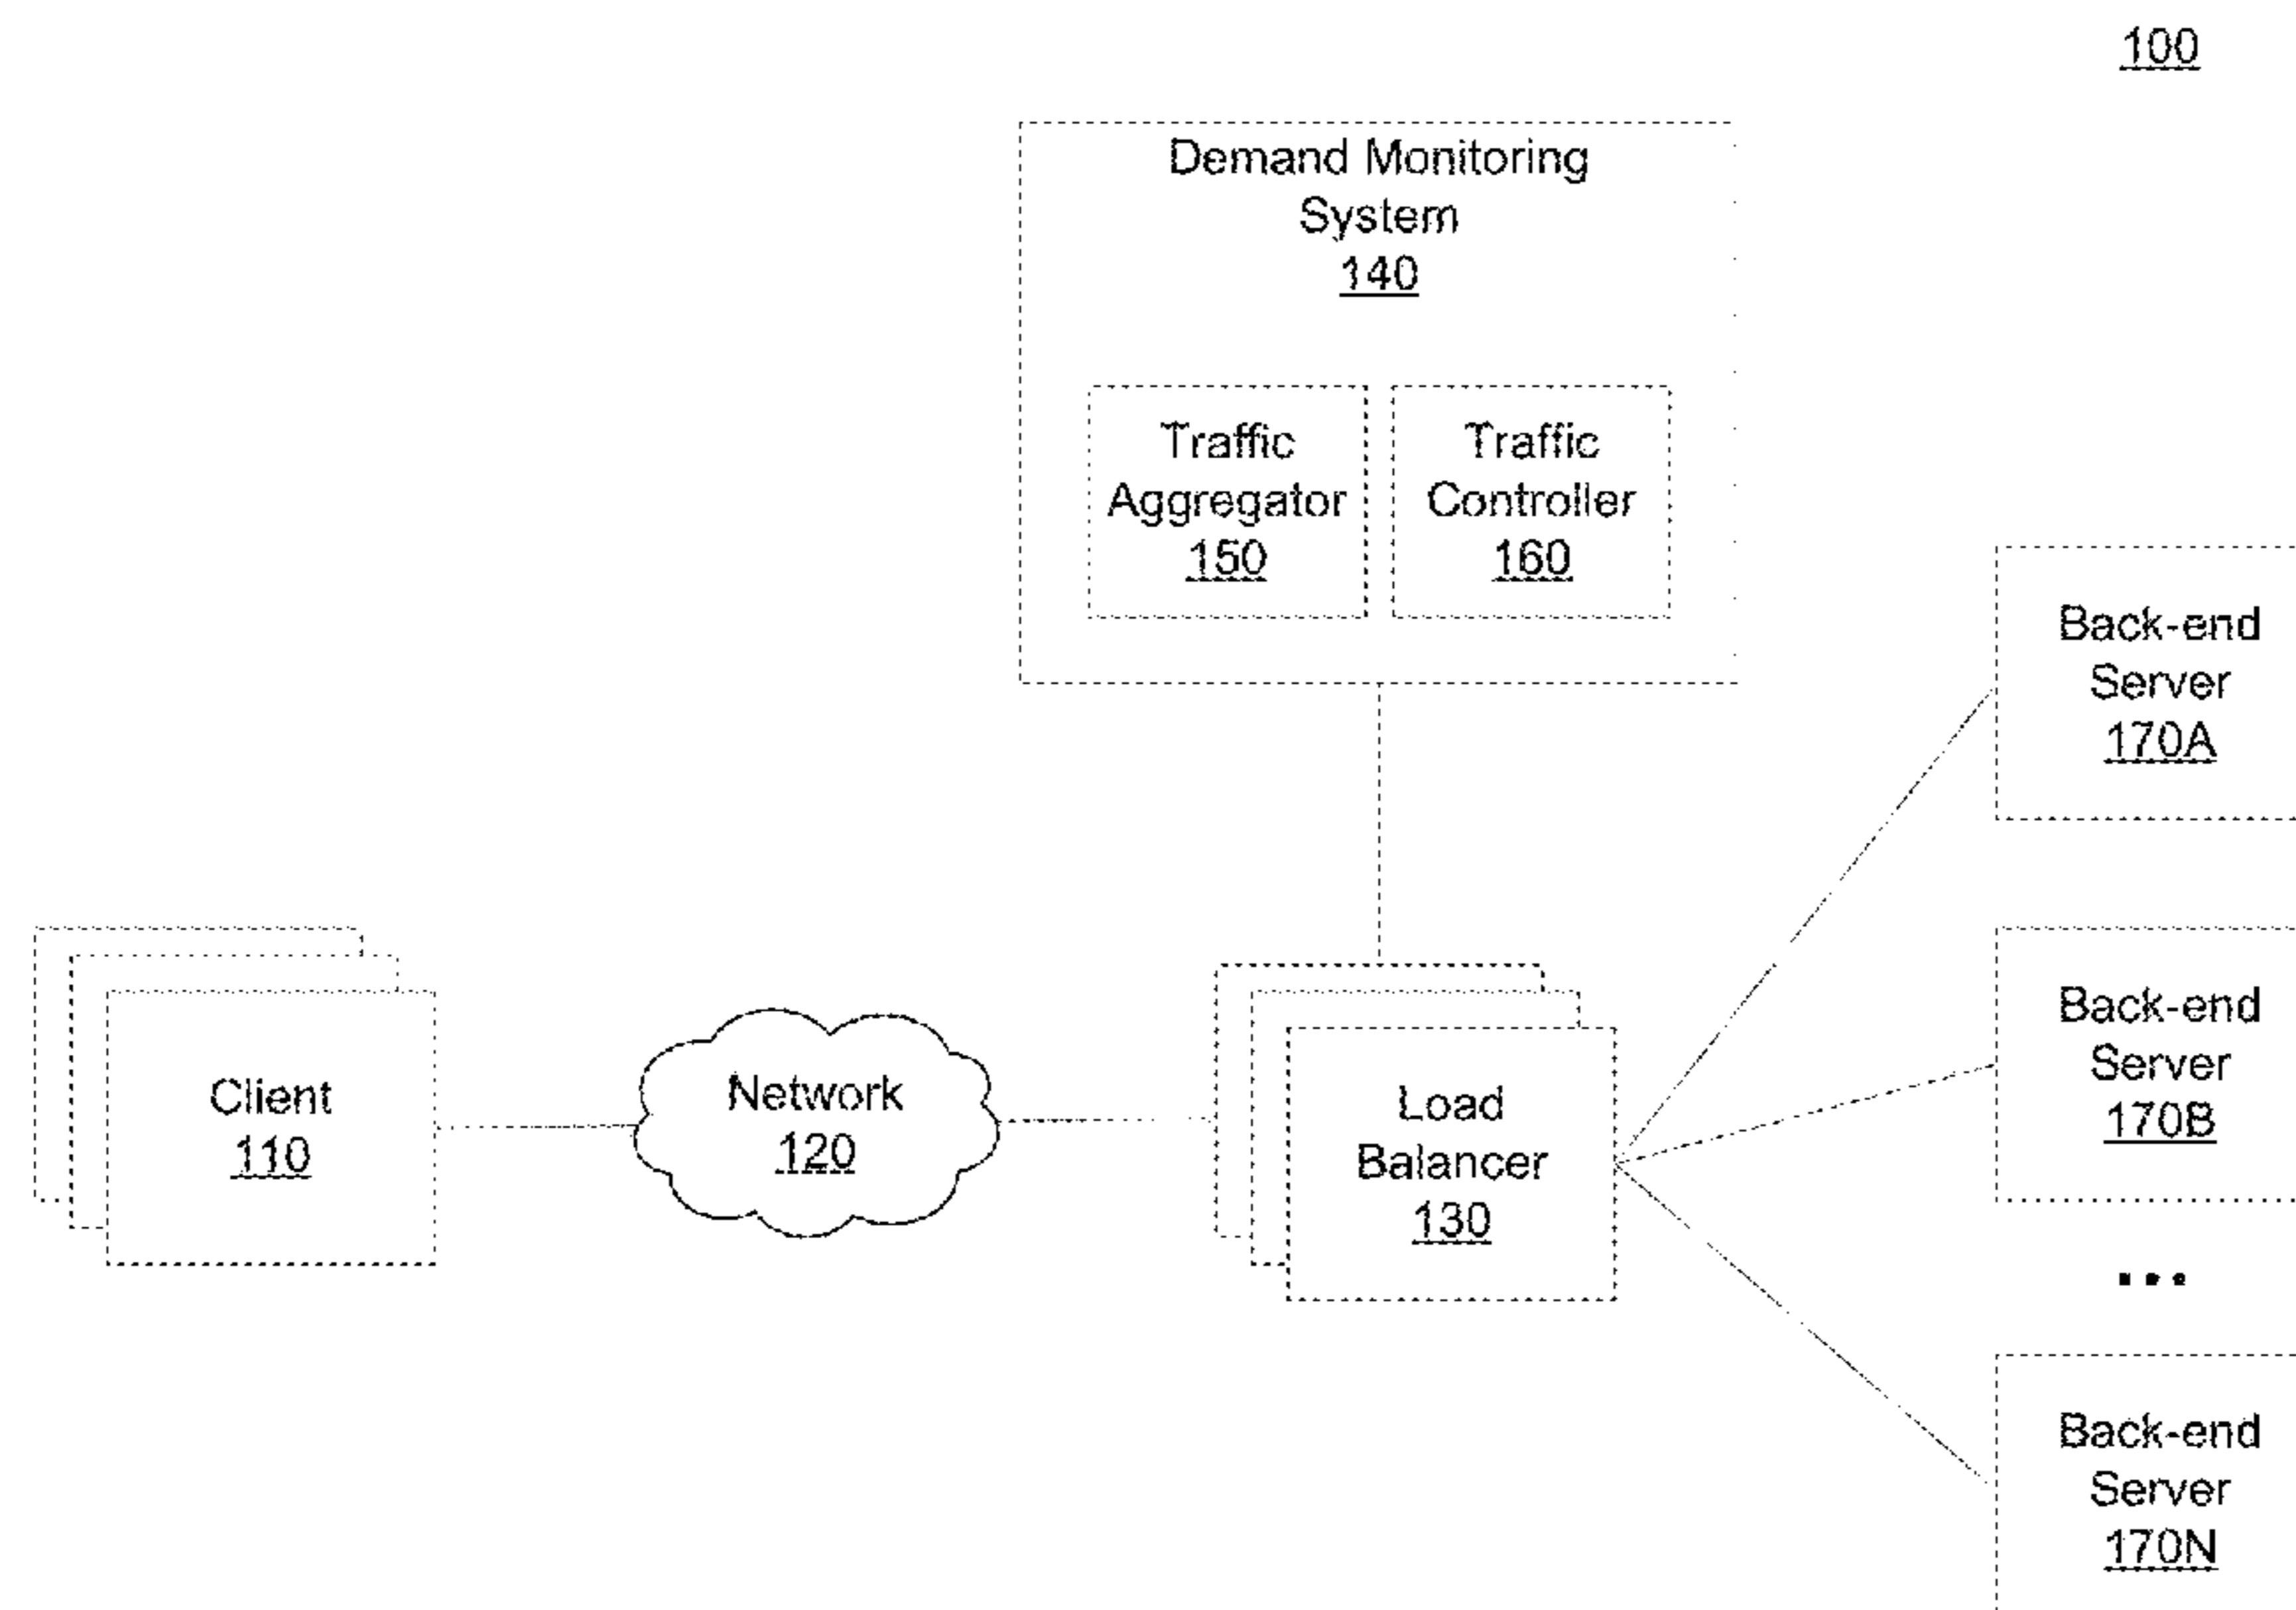 100
Demand Monitoring
System
140
Traffic
Aggregator
150
Traffic
Controller
160
Back-end
Server
170A
Client
110
Network
120
Load
Balancer
130
Back-end
Server
170B
...
Back-end
Server
170N